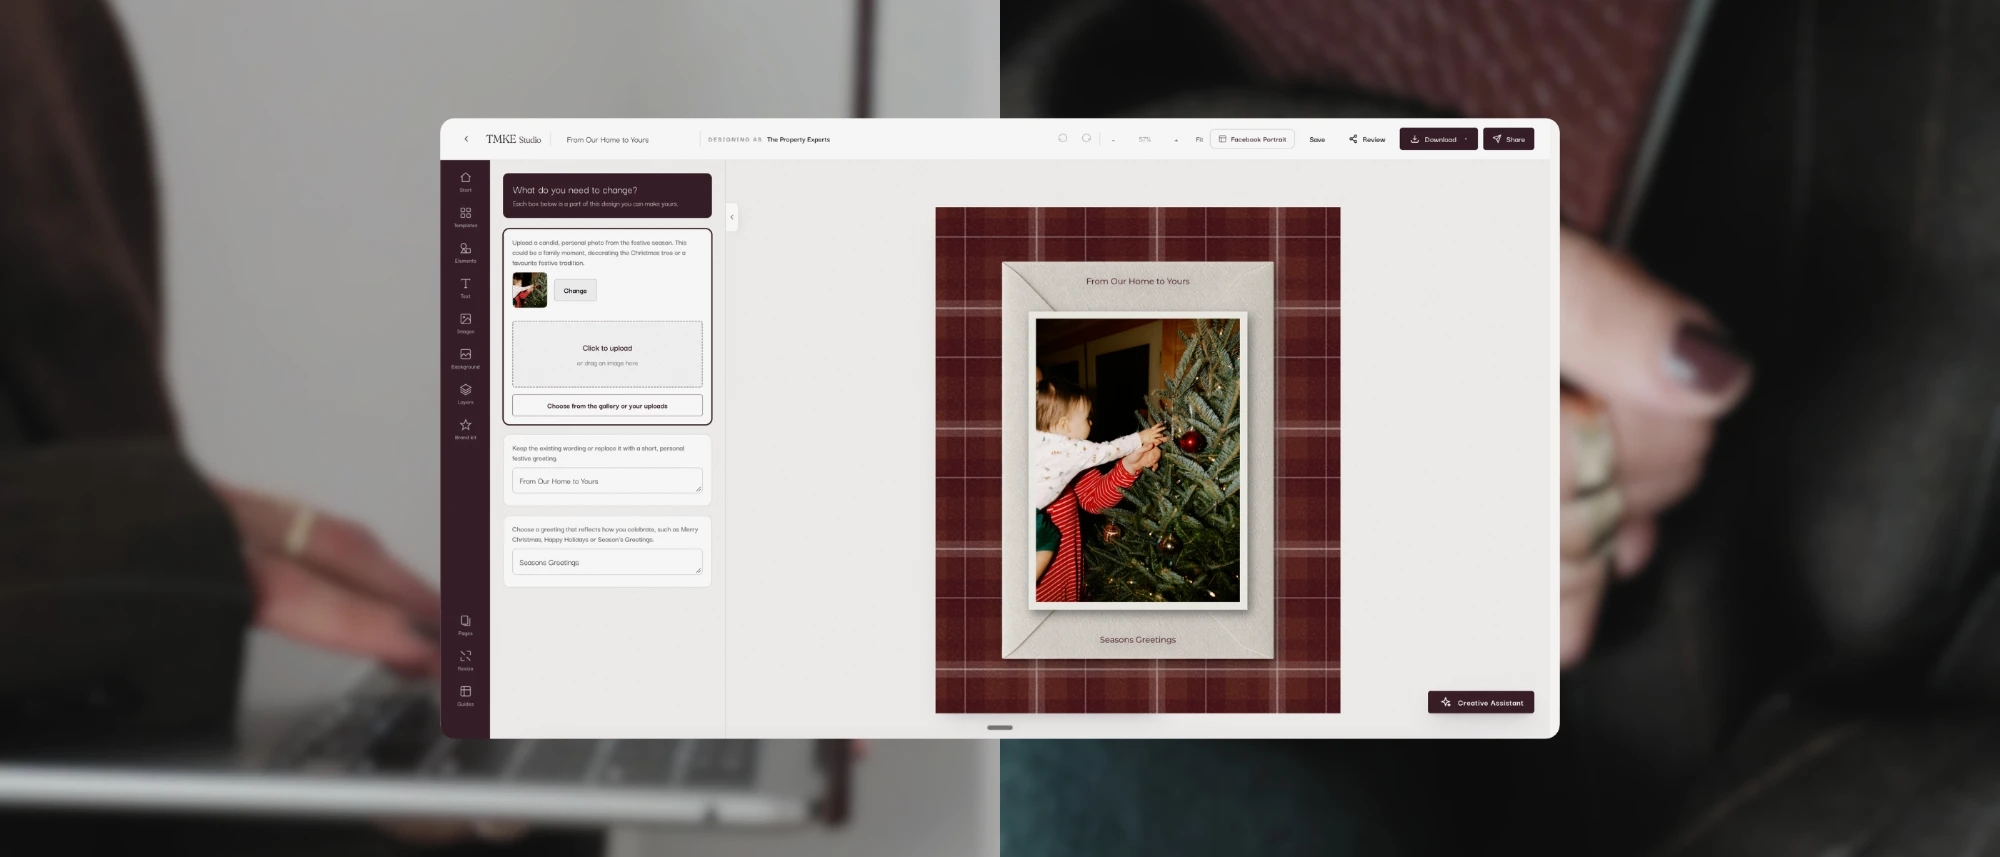 TMKE Studio
From Our Home to Yours
DESIGNING AS The Property Experts
- 57% + Fit
Facebook Portrait
Save
Review
Download
Share
Start
Templates
Elements
Text
Images
Background
Layers
Brand kit
Pages
Resize
Guides
What do you need to change?
Each box below is a part of this design you can make yours.
Upload a candid, personal photo from the festive season. This
could be a family moment, decorating the Christmas tree or a
favourite festive tradition.
Change
Click to upload
or drag an image here
Choose from the gallery or your uploads
Keep the existing wording or replace it with a short, personal
festive greeting.
From Our Home to Yours
Choose a greeting that reflects how you celebrate, such as Merry
Christmas, Happy Holidays or Season's Greetings.
Seasons Greetings
From Our Home to Yours
Seasons Greetings
Creative Assistant